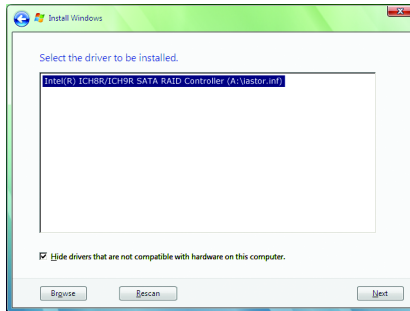 Install Windows
Select the driver to be installed.
Intel(R) ICH8R/ICH9R SATA RAID Controller (A:\iastor.inf)
Hide drivers that are not compatible with hardware on this computer.
Browse
Rescan
Next